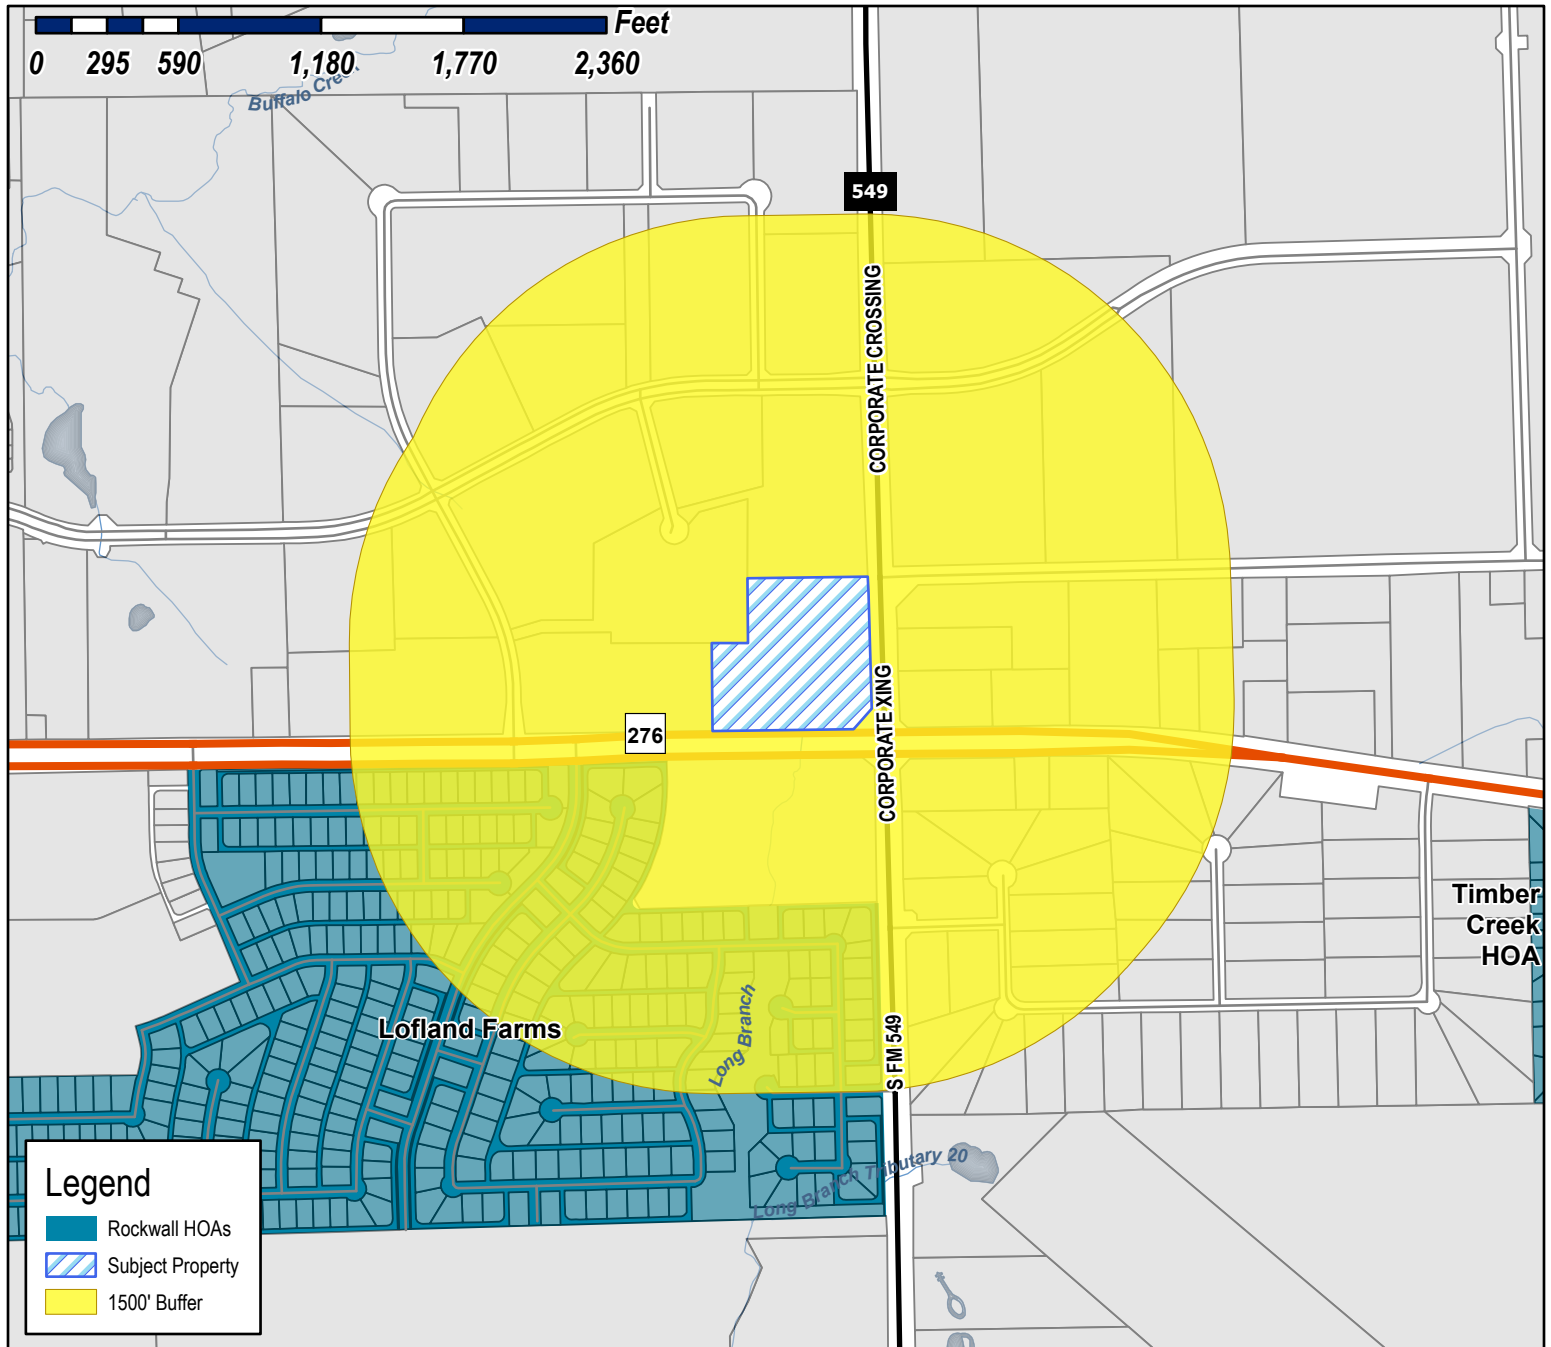 Feet
0 295 590 1,180 1,770 2,360
Buffalo Creek
549
CORPORATE CROSSING
CORPORATE XING
276
Timber
Creek
HOA
Lofland Farms
Long Branch
S FM 549
Long Branch Tributary 20
Legend
Rockwall HOAs
Subject Property
1500' Buffer